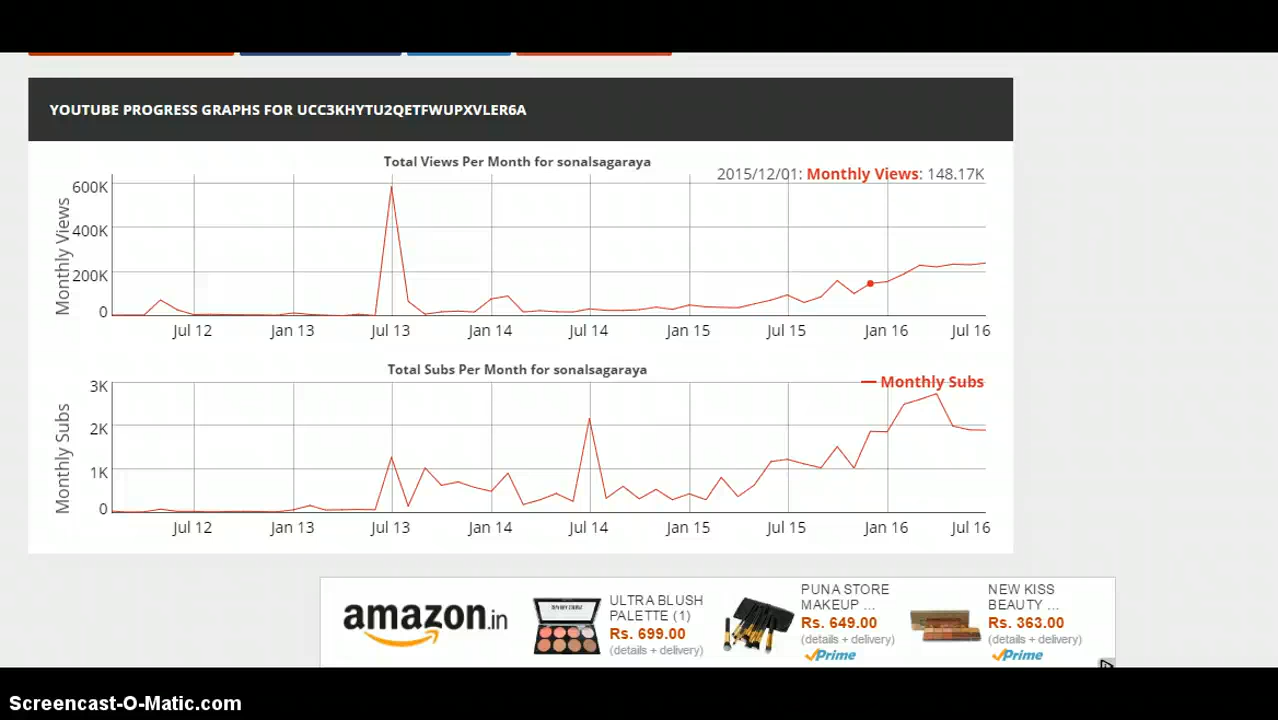 YOUTUBE PROGRESS GRAPHS FOR UCC3KHYTU2QETFWUPXVLER6A
Total Views Per Month for sonalsagaraya
2015/12/01: Monthly Views: 148.17K
Monthly Views
600K
400K
200K
0
Jul 12 Jan 13 Jul 13 Jan 14 Jul 14 Jan 15 Jul 15 Jan 16 Jul 16
Total Subs Per Month for sonalsagaraya
Monthly Subs
Monthly Subs
3K
2K
1K
0
Jul 12 Jan 13 Jul 13 Jan 14 Jul 14 Jan 15 Jul 15 Jan 16 Jul 16
amazon.in
ULTRA BLUSH
PALETTE (1)
Rs. 699.00
(details + delivery)
PUNA STORE
MAKEUP ...
Rs. 649.00
(details + delivery)
Prime
NEW KISS
BEAUTY ...
Rs. 363.00
(details + delivery)
Prime
Screencast-O-Matic.com